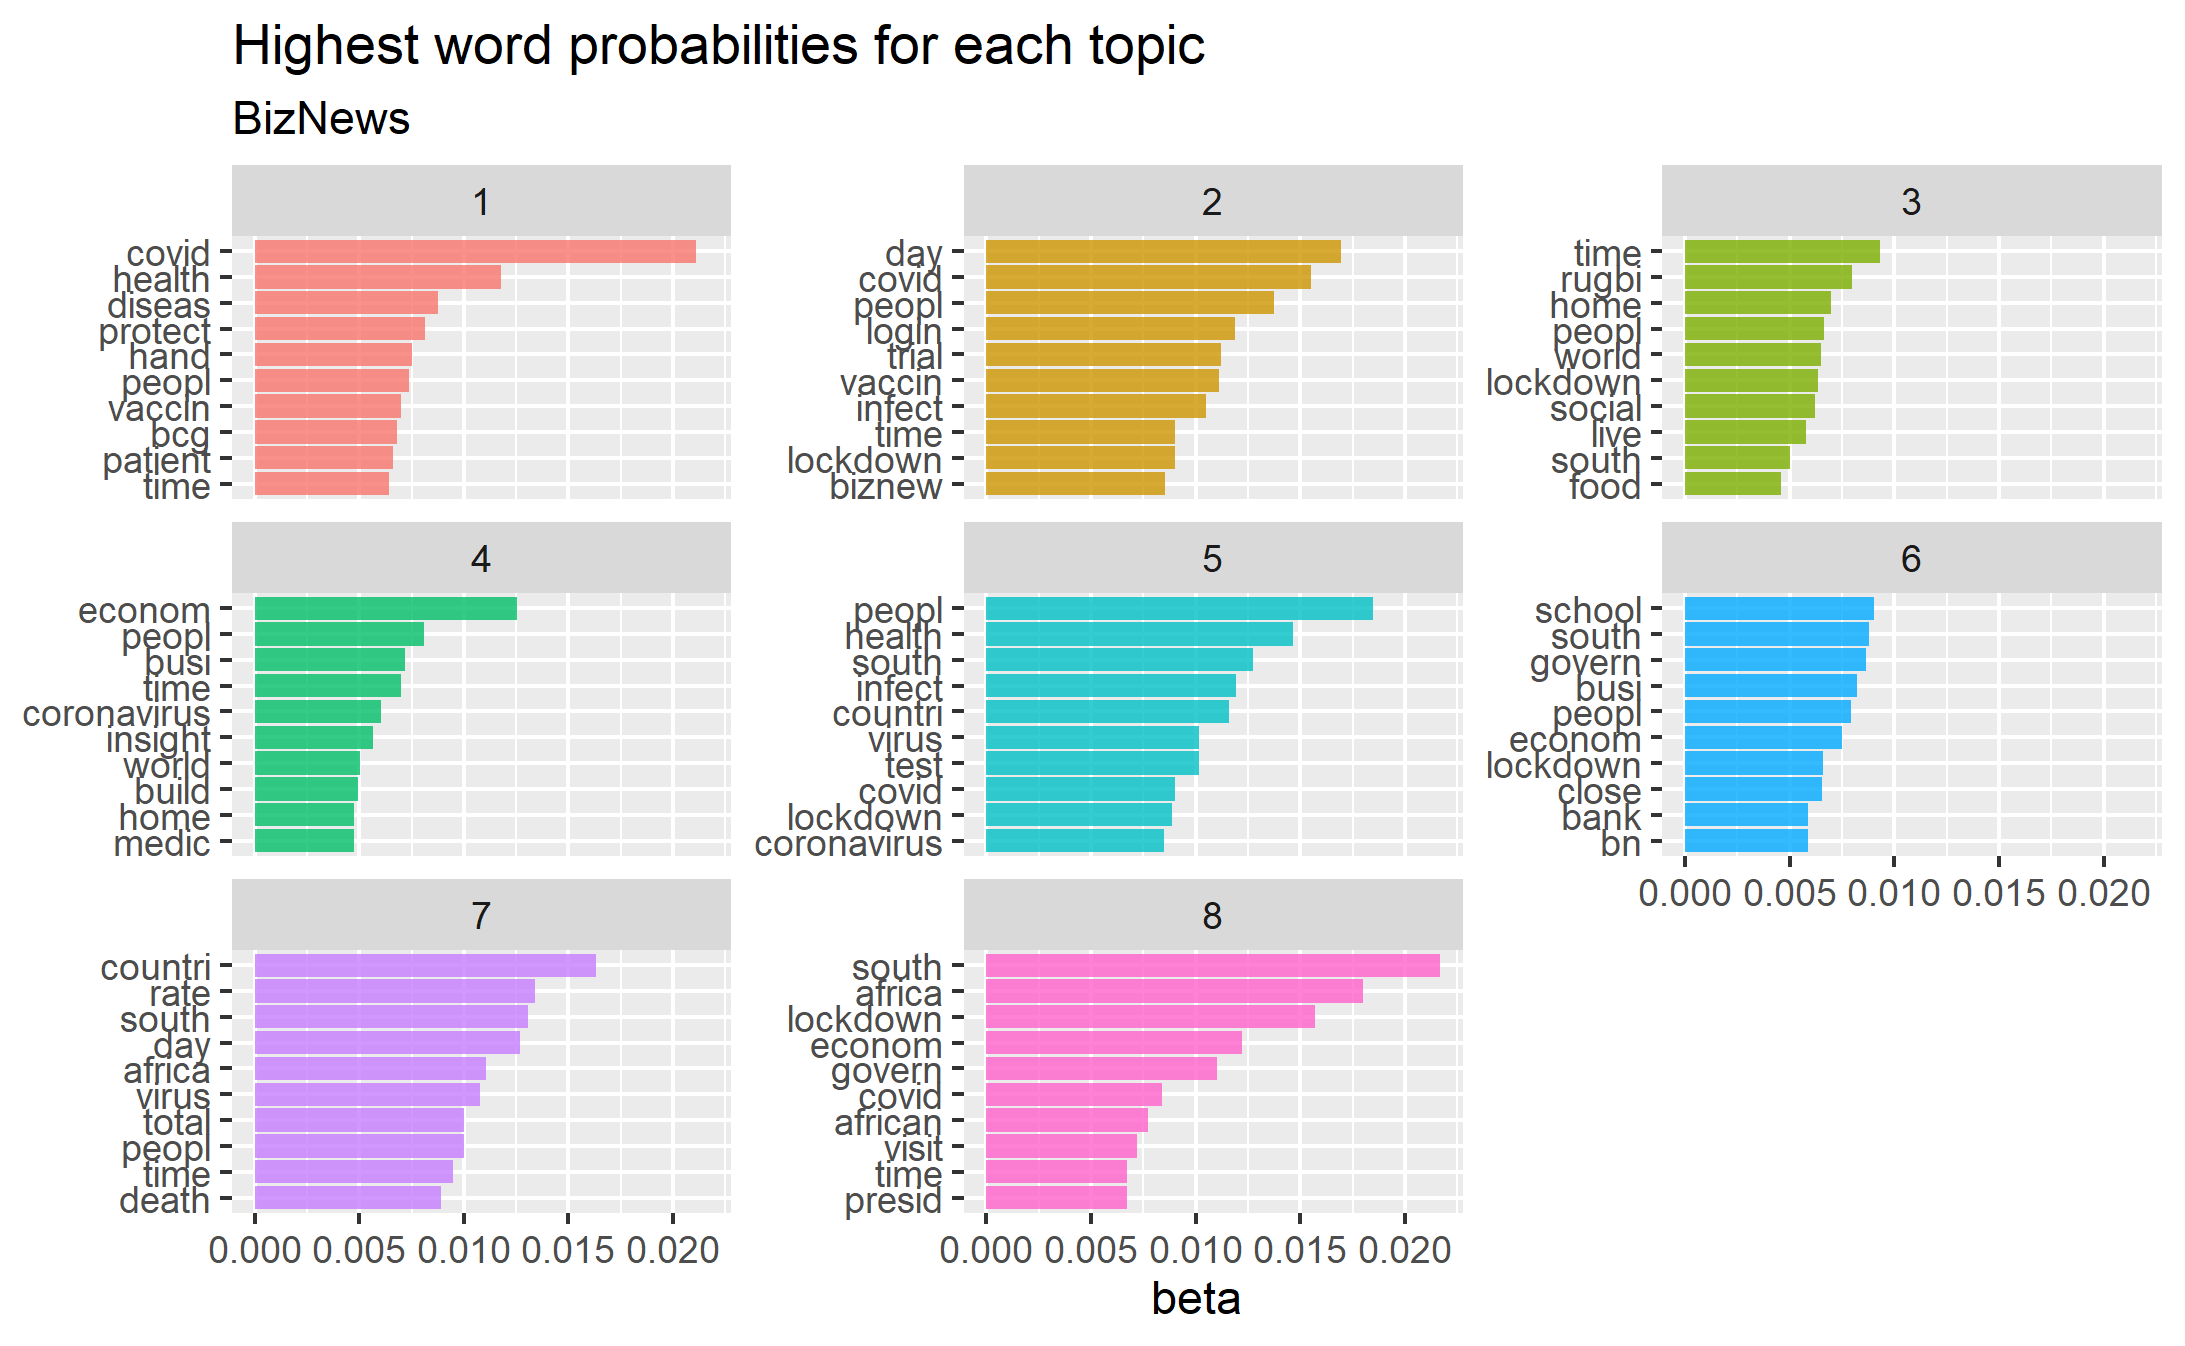 Highest word probabilities for each topic
BizNews
1
covid
health
diseas
protect
hand
peopl
vaccin
bcg
patient
time
2
day
covid
peopl
login
trial
vaccin
infect
time
lockdown
biznew
3
time
rugbi
home
peopl
world
lockdown
social
live
south
food
4
econom
peopl
busi
time
coronavirus
insight
world
build
home
medic
5
peopl
health
south
infect
countri
virus
test
covid
lockdown
coronavirus
6
school
south
govern
busi
peopl
econom
lockdown
close
bank
bn
0.000 0.005 0.010 0.015 0.020
7
countri
rate
south
day
africa
virus
total
peopl
time
death
0.000 0.005 0.010 0.015 0.020
8
south
africa
lockdown
econom
govern
covid
african
visit
time
presid
0.000 0.005 0.010 0.015 0.020
beta